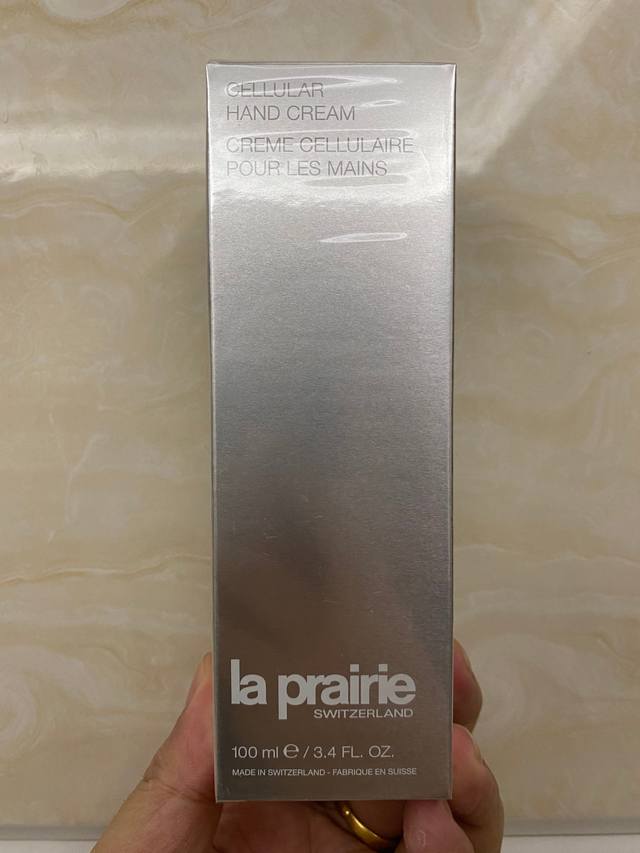 CELLULAR
HAND CREAM
CREME CELLULAIRE
POUR LES MAINS
la prairie
SWITZERLAND
100 ml ℮ / 3.4 FL. OZ.
MADE IN SWITZERLAND - FABRIQUE EN SUISSE